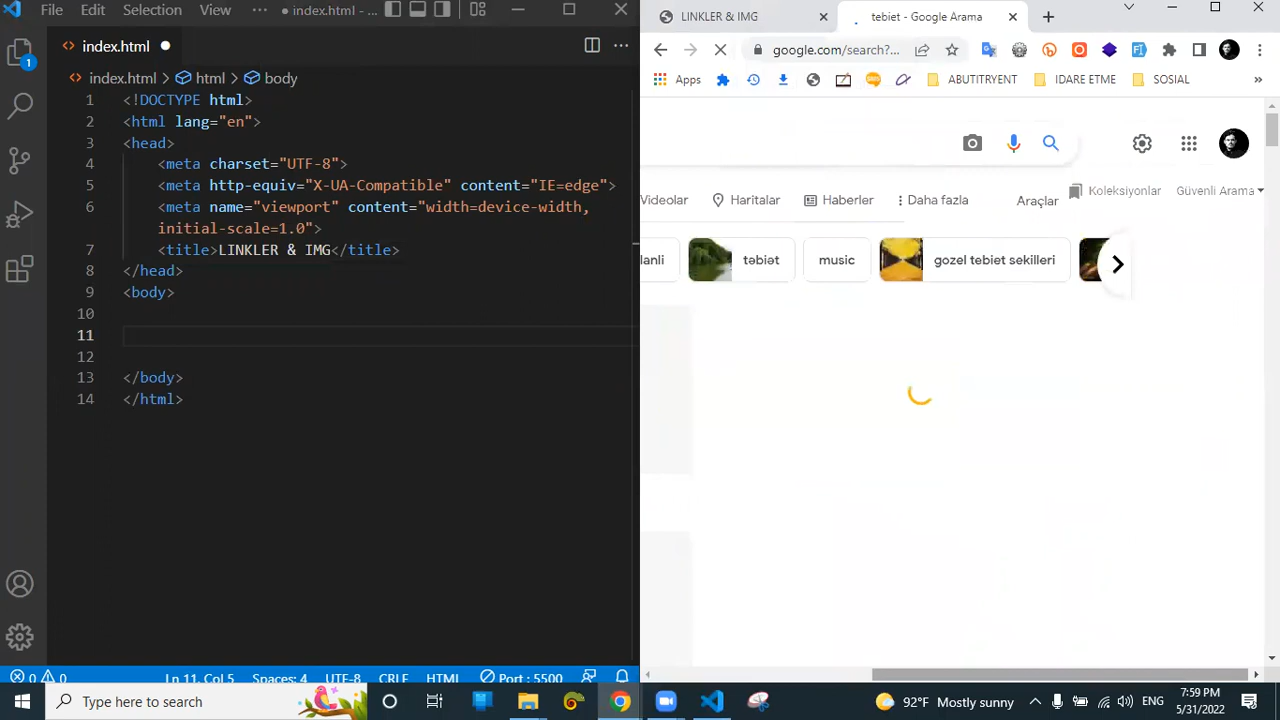 File Edit Selection View ··· index.html - ...
LINKLER & IMG
tebiet - Google Arama
index.html
google.com/search?...
index.html > html > body
Apps
ABUTITRYENT
IDARE ETME
SOSIAL
»
1 <!DOCTYPE html>
2 <html lang="en">
3 <head>
4 <meta charset="UTF-8">
5 <meta http-equiv="X-UA-Compatible" content="IE=edge">
6 <meta name="viewport" content="width=device-width,
initial-scale=1.0">
7 <title>LINKLER & IMG</title>
8 </head>
9 <body>
10
11
12
13 </body>
14 </html>
Videolar Haritalar Haberler Daha fazla Araçlar
Koleksiyonlar Güvenli Arama
lanli təbiət music gozel tebiet sekilleri
1
0 0 Ln 11, Col 5 Spaces: 4 UTF-8 CRLF HTML Port : 5500
Type here to search
92°F Mostly sunny
ENG
7:59 PM
5/31/2022